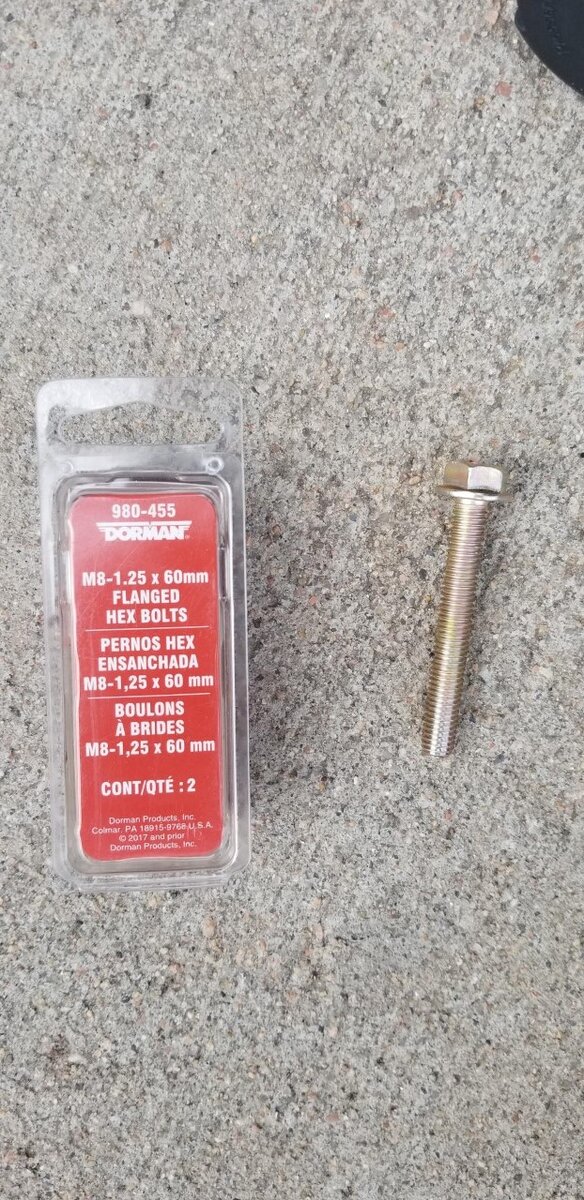 980-455
DORMAN
M8-1.25 x 60mm
FLANGED
HEX BOLTS
PERNOS HEX
ENSANCHADA
M8-1,25 x 60 mm
BOULONS
À BRIDES
M8-1,25 x 60 mm
CONT/QTÉ : 2
Dorman Products, Inc.
Colmar, PA 18915-9768 U.S.A.
© 2017 and prior
Dorman Products, Inc.